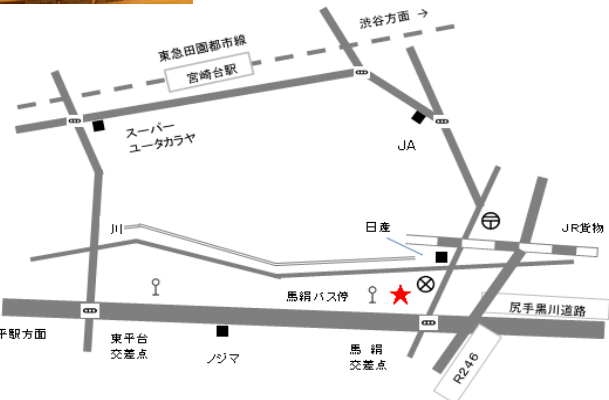 渋谷方面 →
東急田園都市線
宮崎台駅
スーパー
ユータカラヤ
JA
川
日産
JR貨物
馬絹バス停
尻手黒川道路
平駅方面
東平台
交差点
ノジマ
馬 絹
交差点
R246